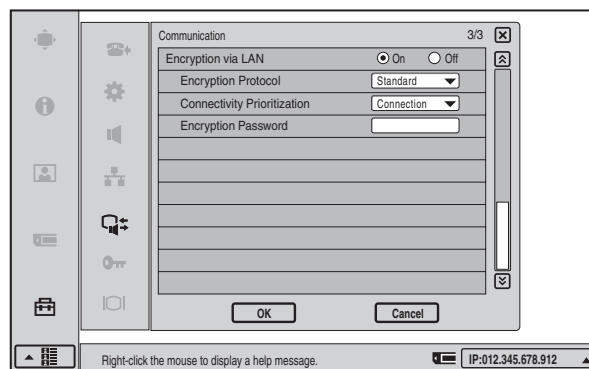 Communication 3/3
Encryption via LAN On Off
Encryption Protocol Standard
Connectivity Prioritization Connection
Encryption Password
OK Cancel
Right-click the mouse to display a help message. IP:012.345.678.912